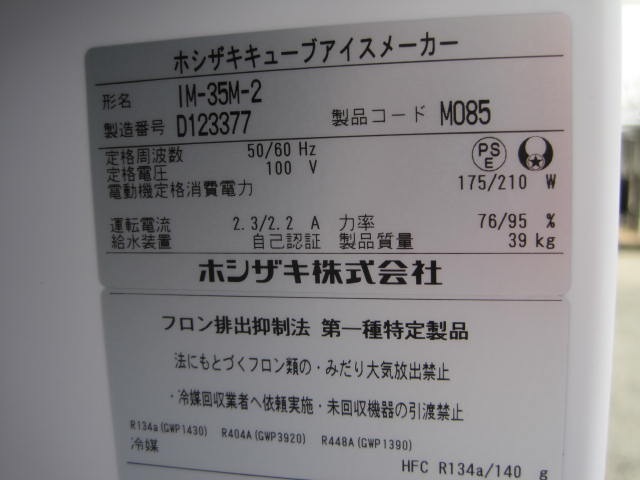 ホシザキキューブアイスメーカー
形名 IM-35M-2
製造番号 D123377 製品コード M085
定格周波数 50/60 Hz
定格電圧 100 V
電動機定格消費電力 175/210 W
PS
E
運転電流 2.3/2.2 A 力率 76/95 %
給水装置 自己認証 製品質量 39 kg
ホシザキ株式会社
フロン排出抑制法 第一種特定製品
法にもとづくフロン類の・みだり大気放出禁止
・冷媒回収業者へ依頼実施・未回収機器の引渡禁止
R134a(GWP1430) R404A(GWP3920) R448A(GWP1390)
冷媒
HFC R134a/140 g